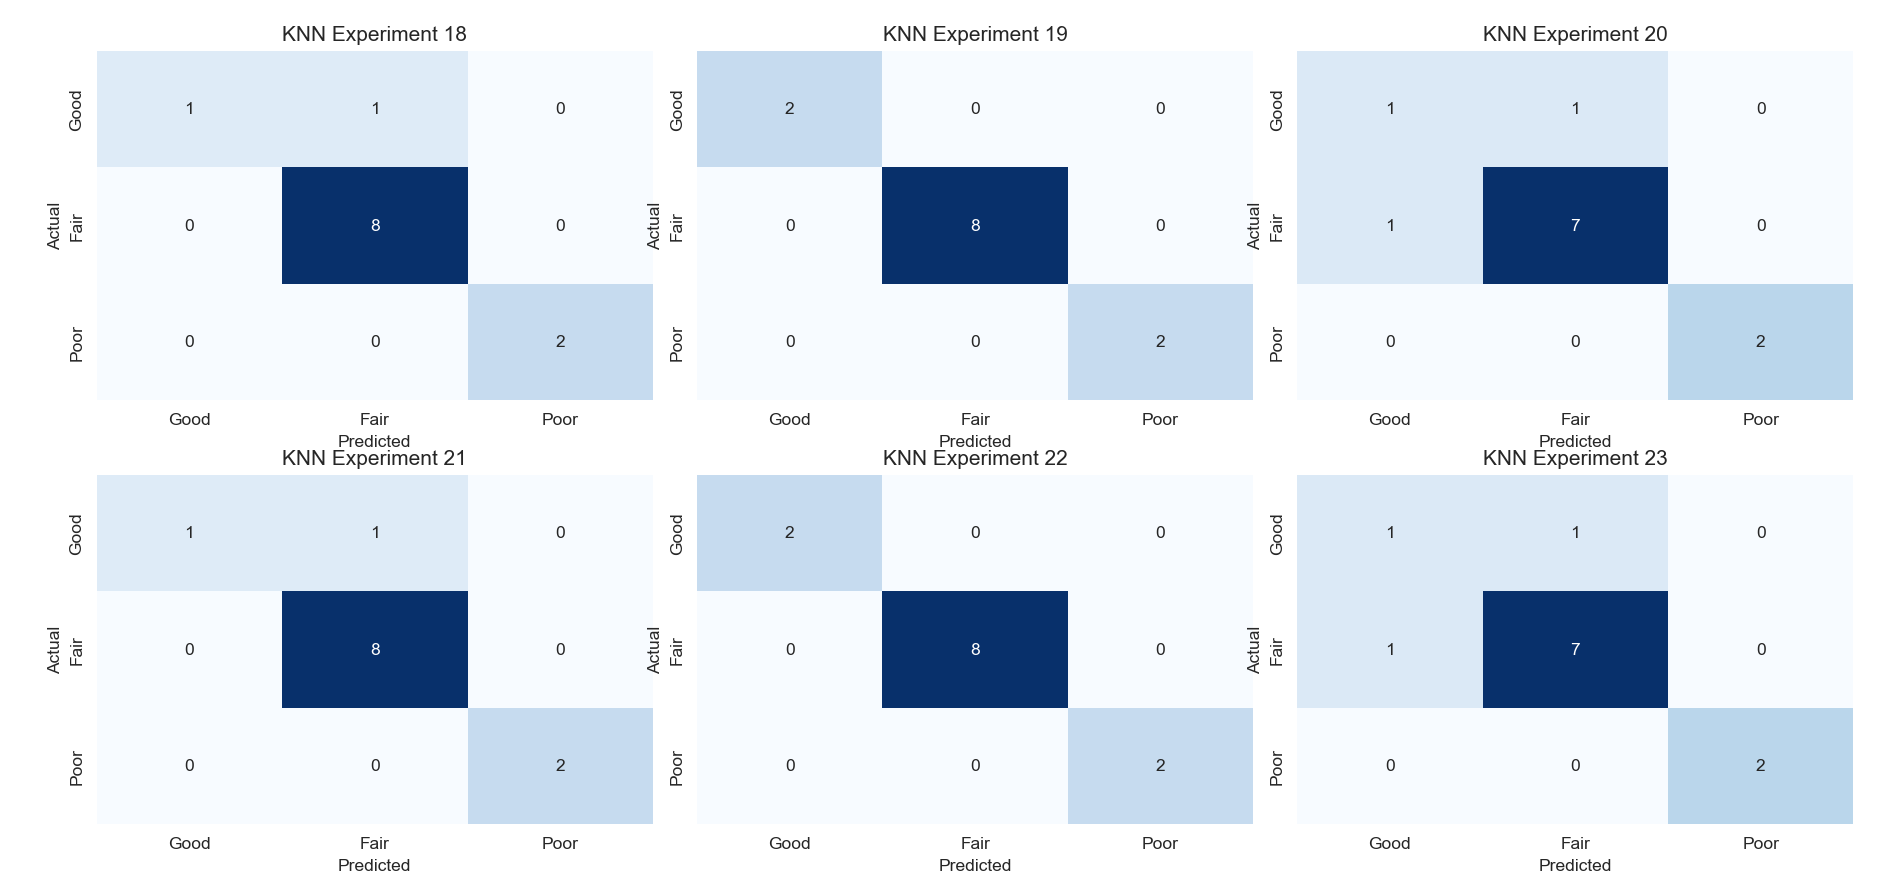 KNN Experiment 18
Good
1
1
0
Actual
Fair
0
8
0
Poor
0
0
2
Good
Fair
Poor
Predicted
KNN Experiment 19
Good
2
0
0
Actual
Fair
0
8
0
Poor
0
0
2
Good
Fair
Poor
Predicted
KNN Experiment 20
Good
1
1
0
Actual
Fair
1
7
0
Poor
0
0
2
Good
Fair
Poor
Predicted
KNN Experiment 21
Good
1
1
0
Actual
Fair
0
8
0
Poor
0
0
2
Good
Fair
Poor
Predicted
KNN Experiment 22
Good
2
0
0
Actual
Fair
0
8
0
Poor
0
0
2
Good
Fair
Poor
Predicted
KNN Experiment 23
Good
1
1
0
Actual
Fair
1
7
0
Poor
0
0
2
Good
Fair
Poor
Predicted